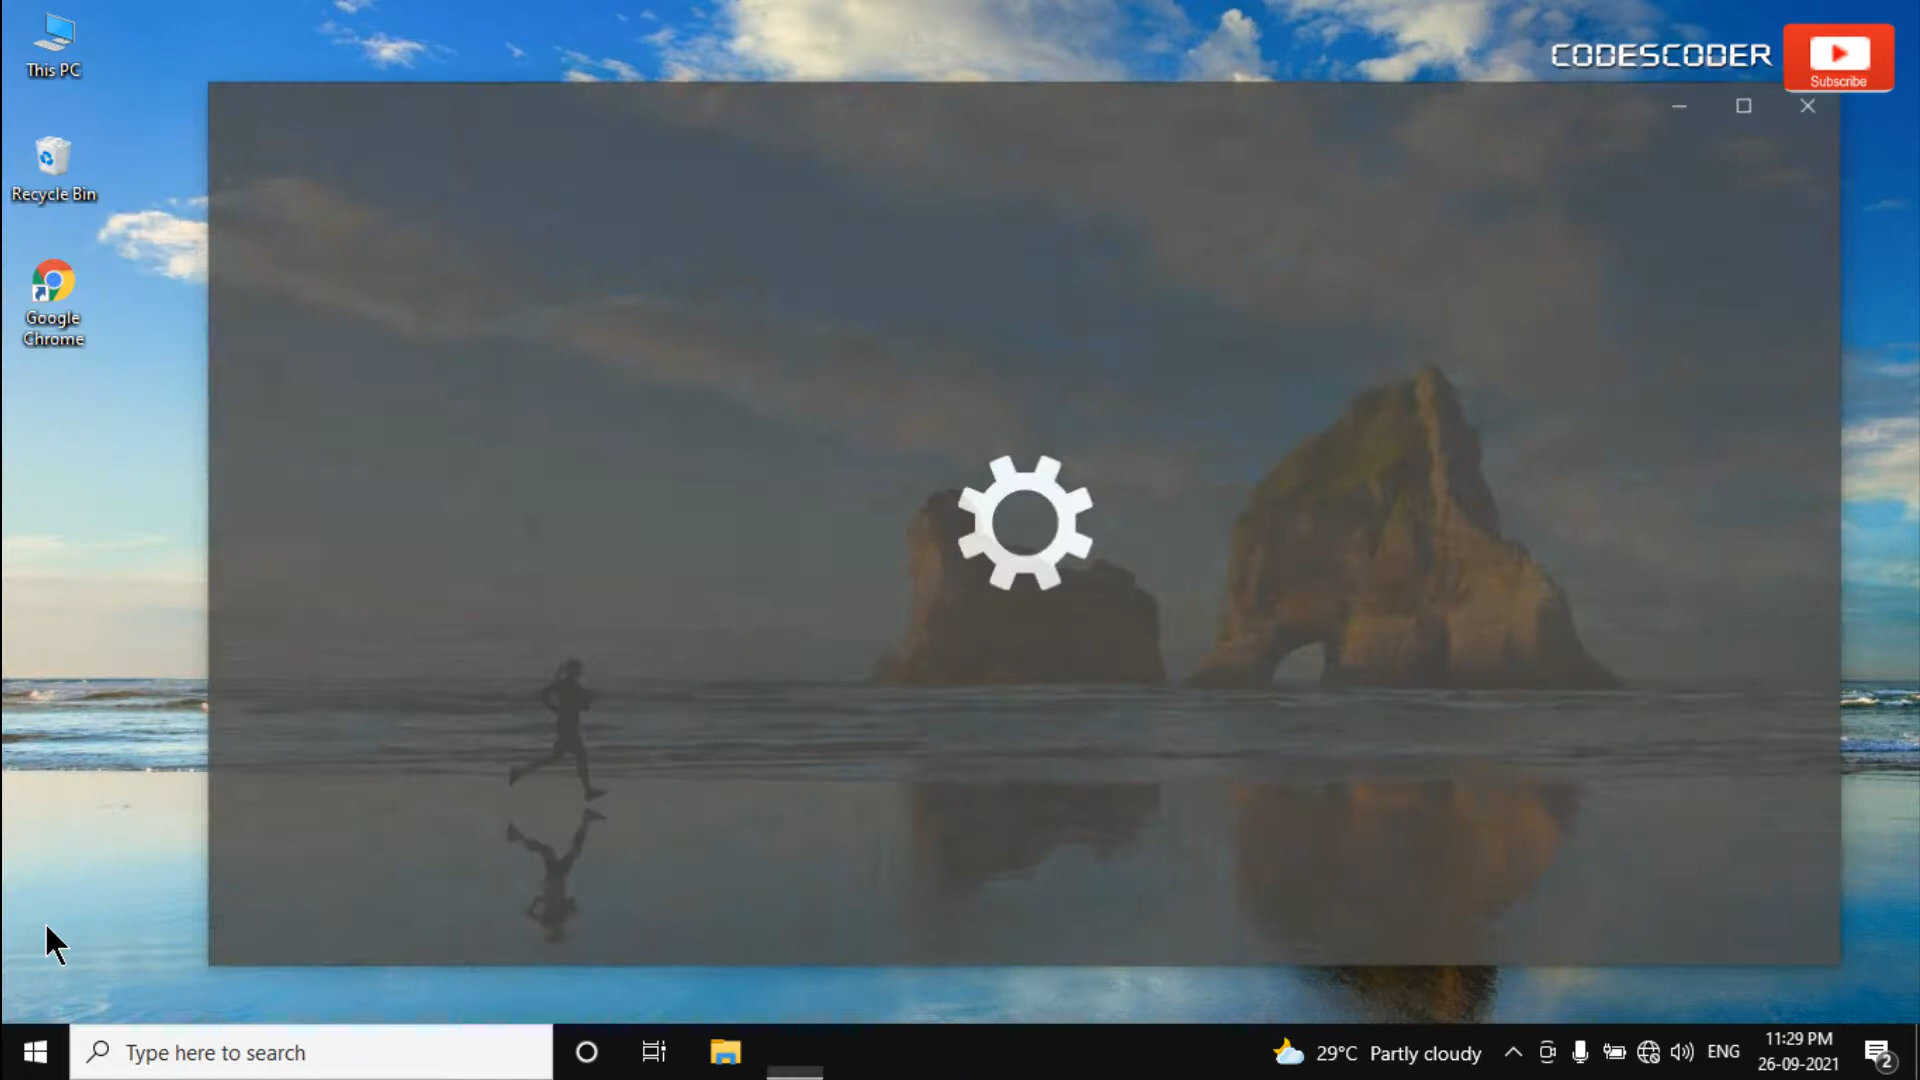 This PC
CODESCODER
Subscribe
Recycle Bin
Google
Chrome
Type here to search
29°C Partly cloudy
ENG
11:29 PM
26-09-2021
2